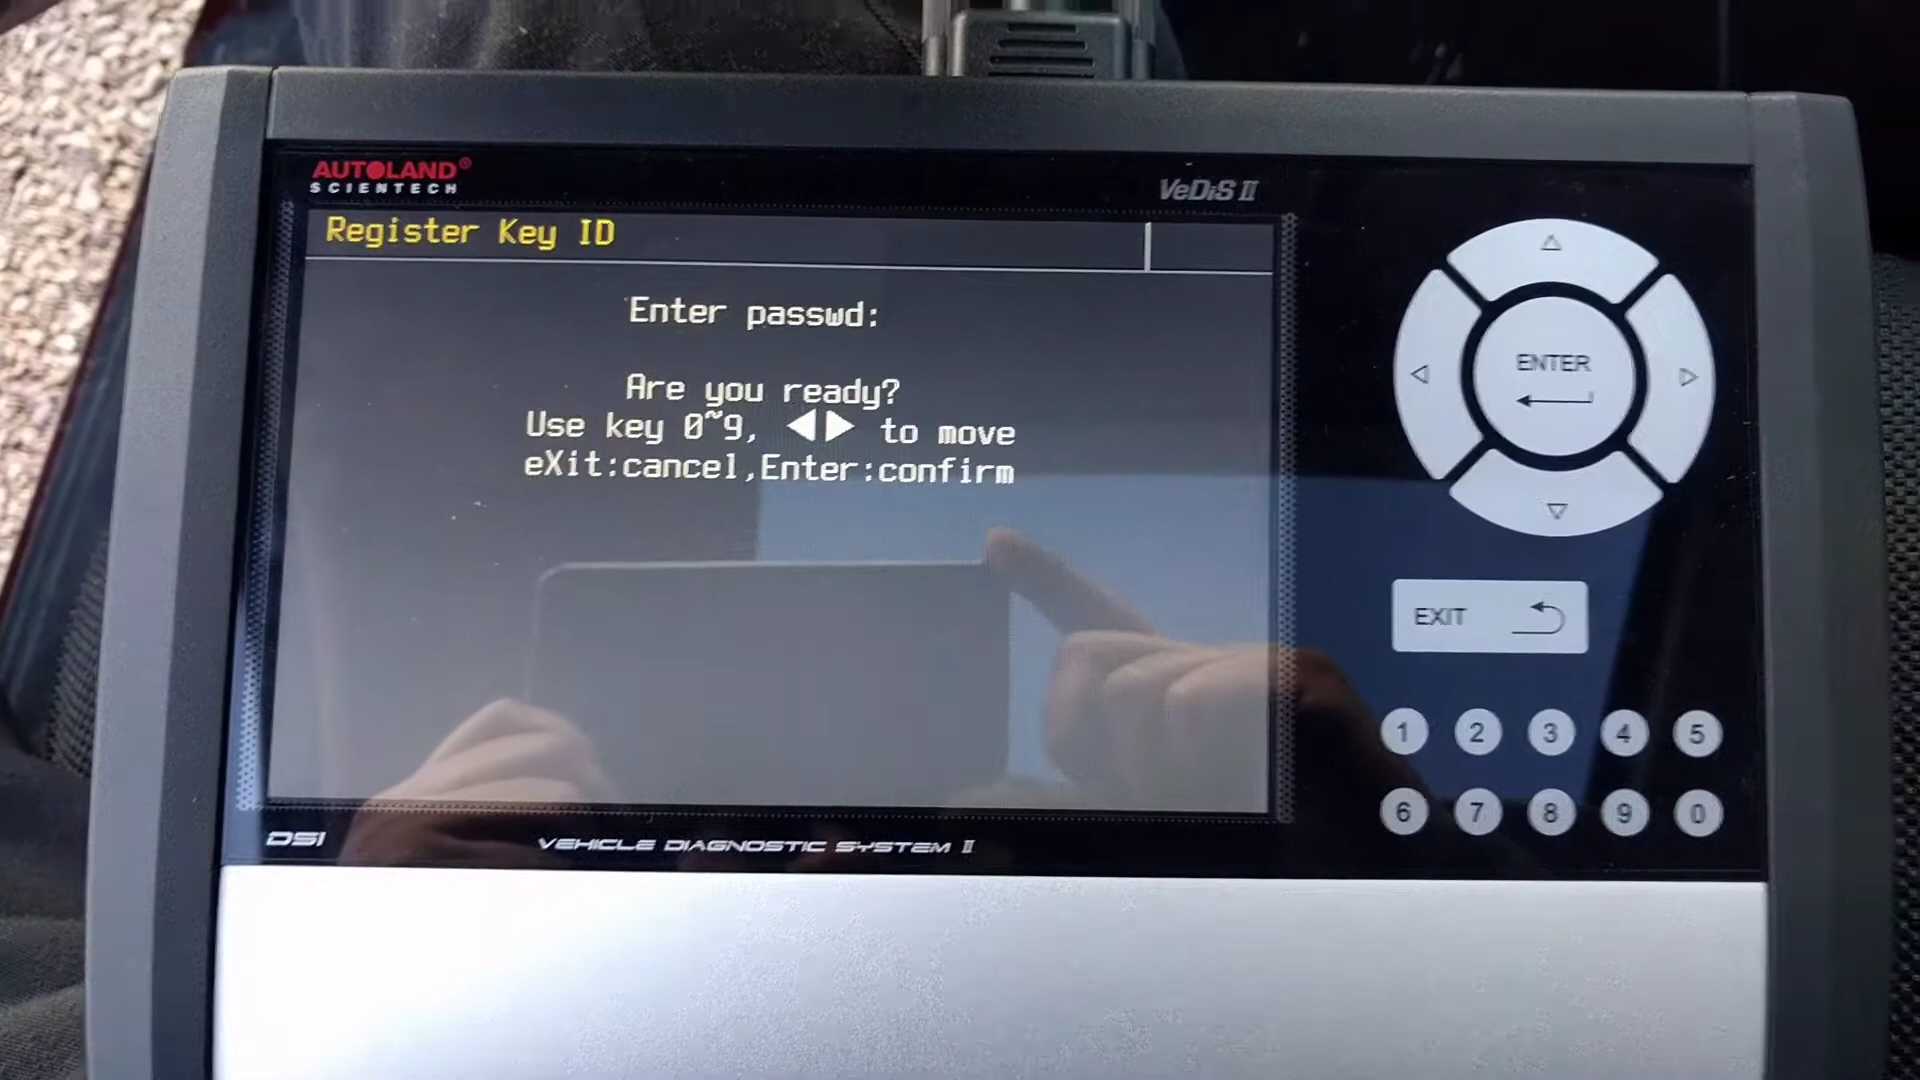 AUTOLAND®
SCIENTECH
VeDiS II
Register Key ID
Enter passwd:
Are you ready?
Use key 0~9, ◀▶ to move
eXit:cancel,Enter:confirm
ENTER
EXIT
1 2 3 4 5
6 7 8 9 0
DSI
VEHICLE DIAGNOSTIC SYSTEM II